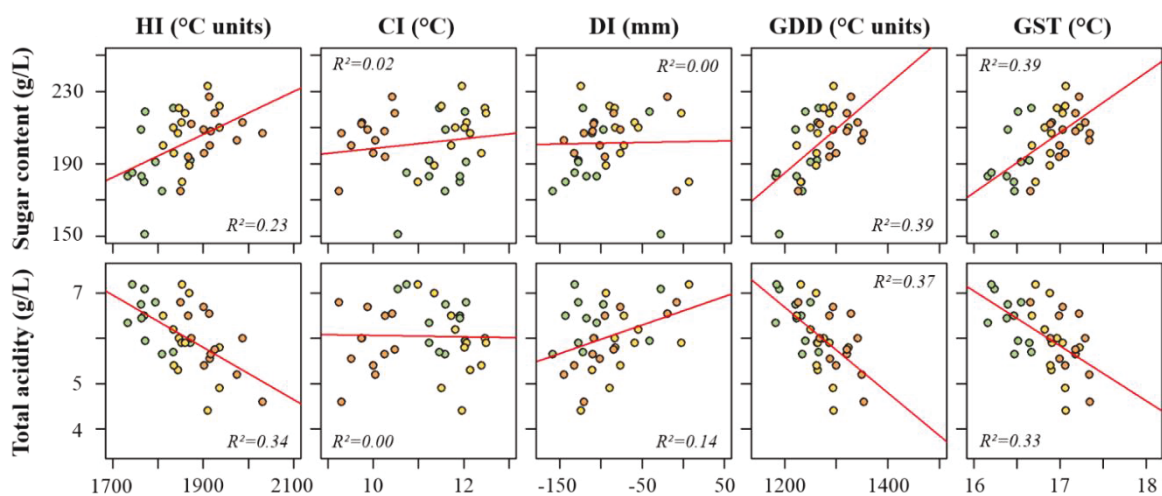 HI (°C units) CI (°C) DI (mm) GDD (°C units) GST (°C)
Sugar content (g/L)
230
190
150
R²=0.23
R²=0.02
R²=0.00
R²=0.39
R²=0.39
Total acidity (g/L)
7
6
5
4
R²=0.34
R²=0.00
R²=0.14
R²=0.37
R²=0.33
1700 1900 2100 10 12 -150 -50 50 1200 1400 16 17 18